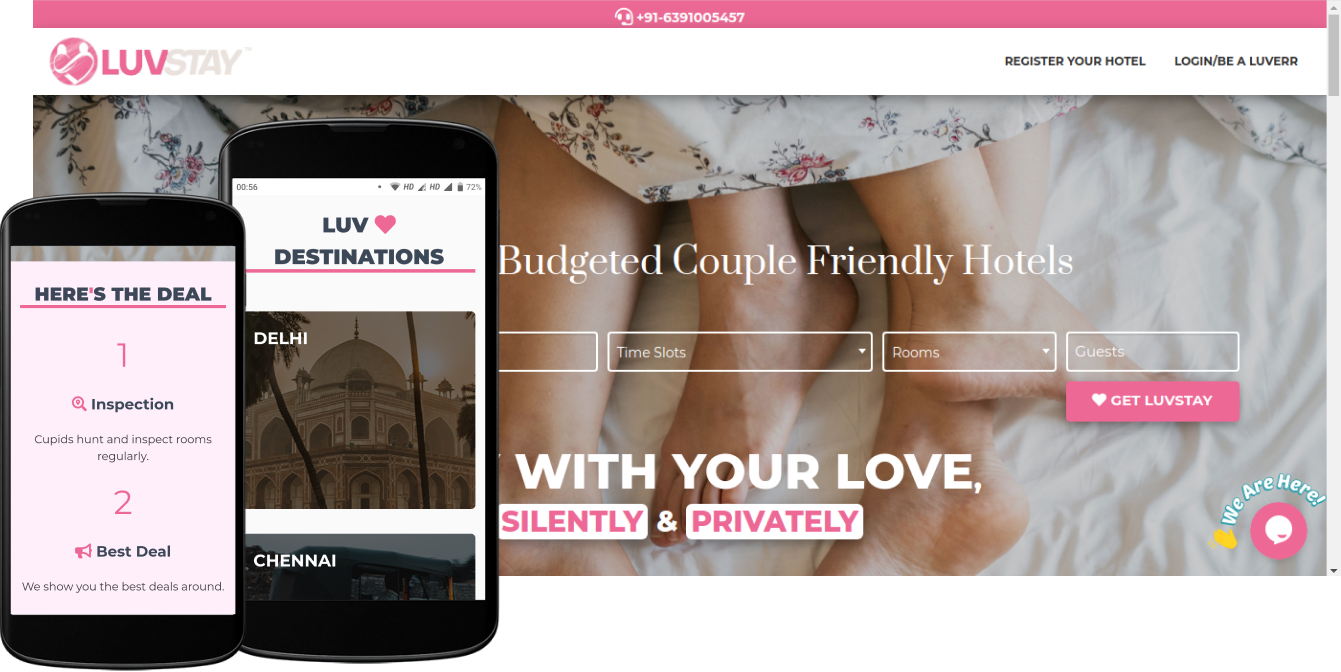 +91-6391005457
LUVSTAY™
REGISTER YOUR HOTEL
LOGIN/BE A LUVERR
Budgeted Couple Friendly Hotels
Time Slots
Rooms
Guests
GET LUVSTAY
WITH YOUR LOVE,
SILENTLY & PRIVATELY
We Are Here!
00:56
HD
HD
72%
LUV
DESTINATIONS
DELHI
CHENNAI
HERE'S THE DEAL
1
Inspection
Cupids hunt and inspect rooms
regularly.
2
Best Deal
We show you the best deals around.